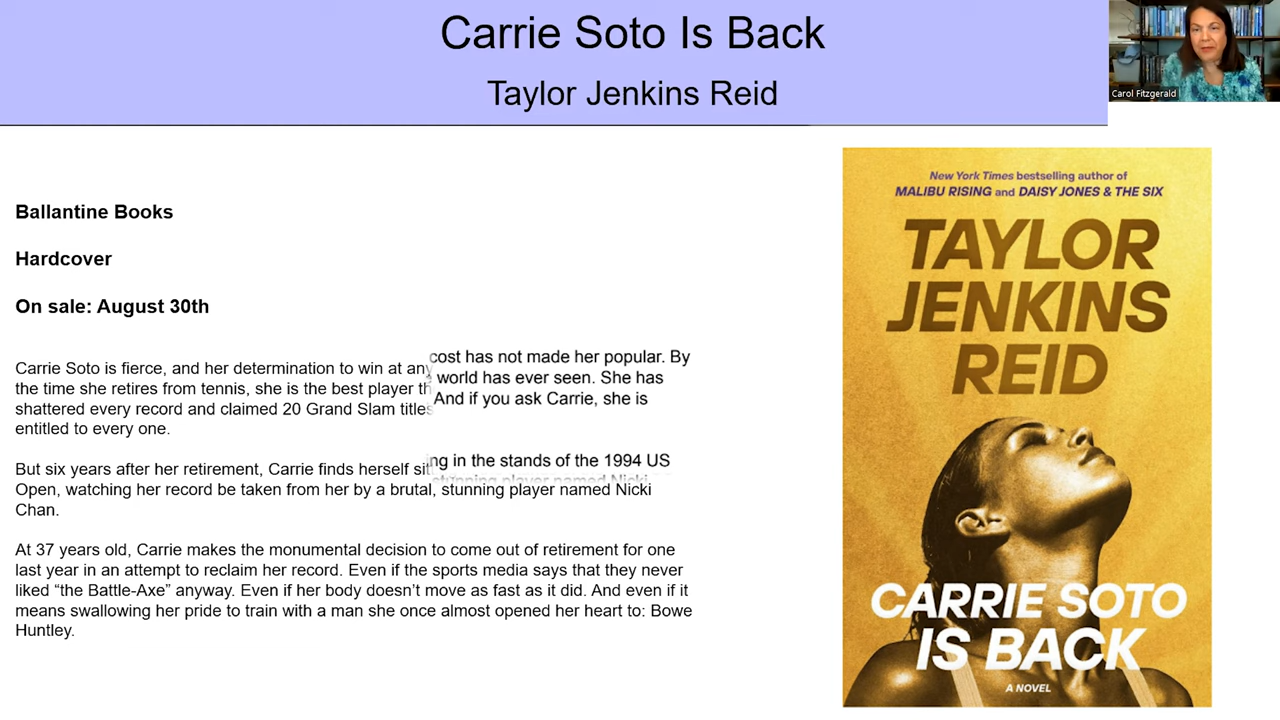 Carrie Soto Is Back
Taylor Jenkins Reid
Carol Fitzgerald
Ballantine Books
Hardcover
On sale: August 30th
Carrie Soto is fierce, and her determination to win at any cost has not made her popular. By
the time she retires from tennis, she is the best player th world has ever seen. She has
shattered every record and claimed 20 Grand Slam titles And if you ask Carrie, she is
entitled to every one.
But six years after her retirement, Carrie finds herself sitting in the stands of the 1994 US
Open, watching her record be taken from her by a brutal, stunning player named Nicki
Chan.
At 37 years old, Carrie makes the monumental decision to come out of retirement for one
last year in an attempt to reclaim her record. Even if the sports media says that they never
liked “the Battle-Axe” anyway. Even if her body doesn’t move as fast as it did. And even if it
means swallowing her pride to train with a man she once almost opened her heart to: Bowe
Huntley.
New York Times bestselling author of
MALIBU RISING and DAISY JONES & THE SIX
TAYLOR
JENKINS
REID
CARRIE SOTO
IS BACK
A NOVEL